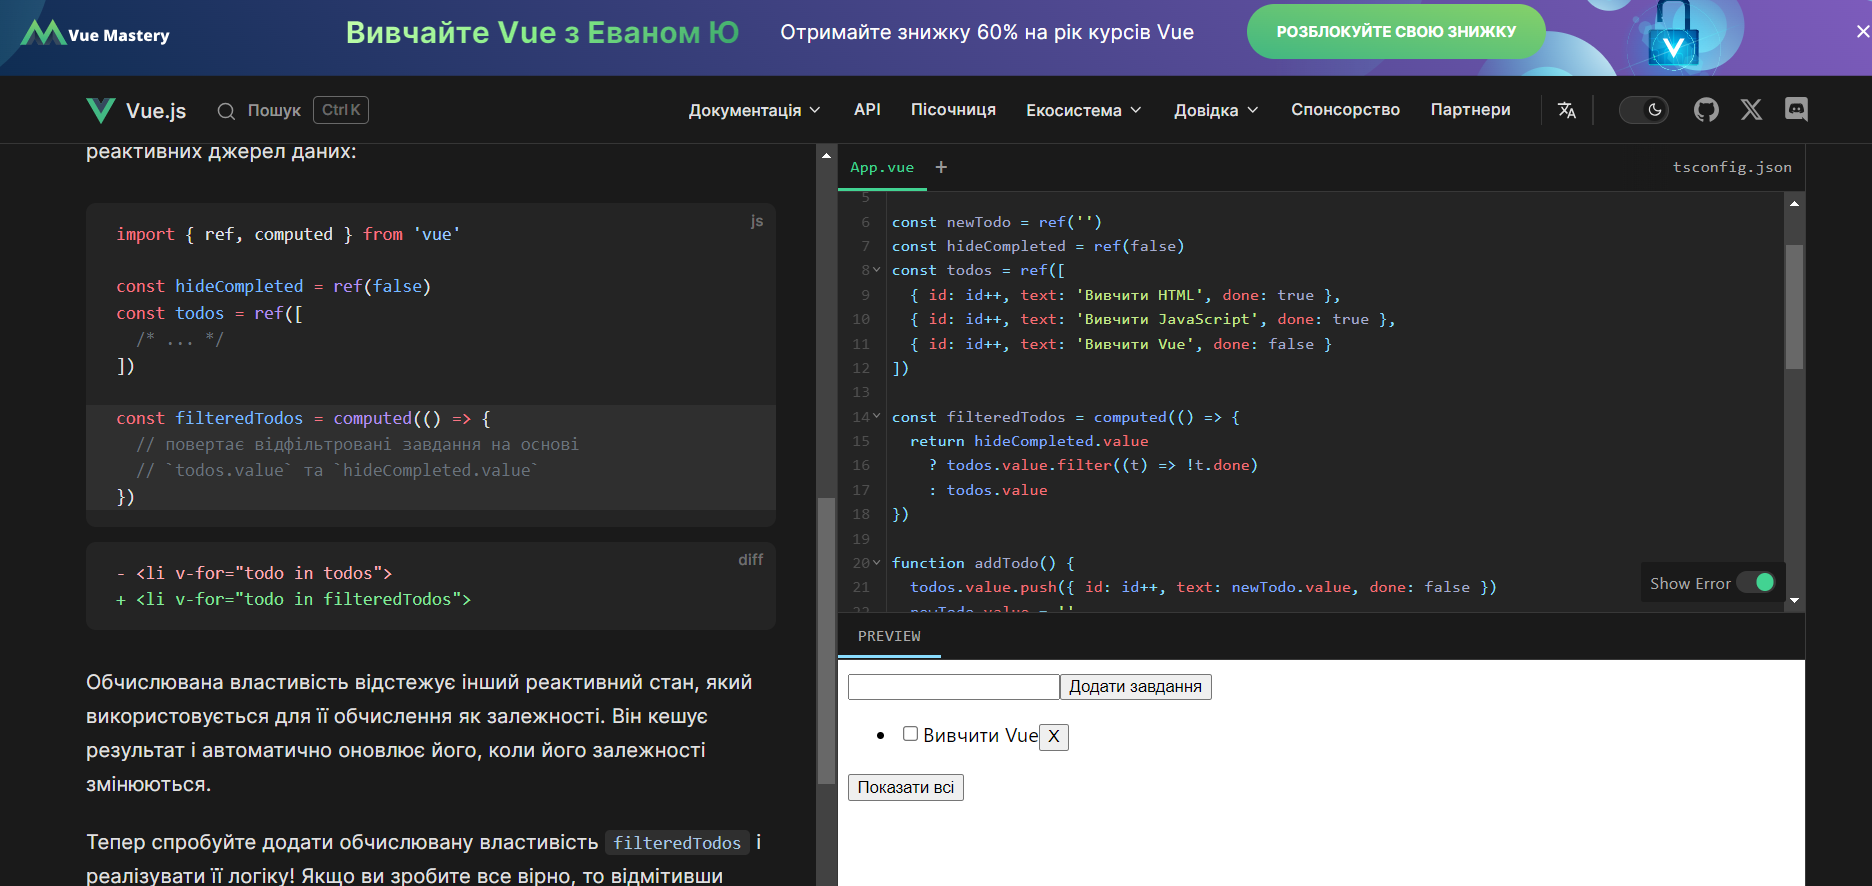 Vue Mastery
Вивчайте Vue з Еваном Ю
Отримайте знижку 60% на рік курсів Vue
РОЗБЛОКУЙТЕ СВОЮ ЗНИЖКУ
Vue.js
Пошук
Ctrl K
Документація
API
Пісочниця
Екосистема
Довідка
Спонсорство
Партнери
реактивних джерел даних:
js
import { ref, computed } from 'vue'
const hideCompleted = ref(false)
const todos = ref([
/* ... */
])
const filteredTodos = computed(() => {
// повертає відфільтровані завдання на основі
// `todos.value` та `hideCompleted.value`
})
diff
- <li v-for="todo in todos">
+ <li v-for="todo in filteredTodos">
Обчислювана властивість відстежує інший реактивний стан, який
використовується для її обчислення як залежності. Він кешує
результат і автоматично оновлює його, коли його залежності
змінюються.
Тепер спробуйте додати обчислювану властивість filteredTodos і
реалізувати її логіку! Якщо ви зробите все вірно, то відмітивши
App.vue
+
tsconfig.json
5
6 const newTodo = ref('')
7 const hideCompleted = ref(false)
8 const todos = ref([
9 { id: id++, text: 'Вивчити HTML', done: true },
10 { id: id++, text: 'Вивчити JavaScript', done: true },
11 { id: id++, text: 'Вивчити Vue', done: false }
12 ])
13
14 const filteredTodos = computed(() => {
15 return hideCompleted.value
16 ? todos.value.filter((t) => !t.done)
17 : todos.value
18 })
19
20 function addTodo() {
21 todos.value.push({ id: id++, text: newTodo.value, done: false })
22 newTodo.value = ''
Show Error
PREVIEW
Додати завдання
Вивчити Vue X
Показати всі